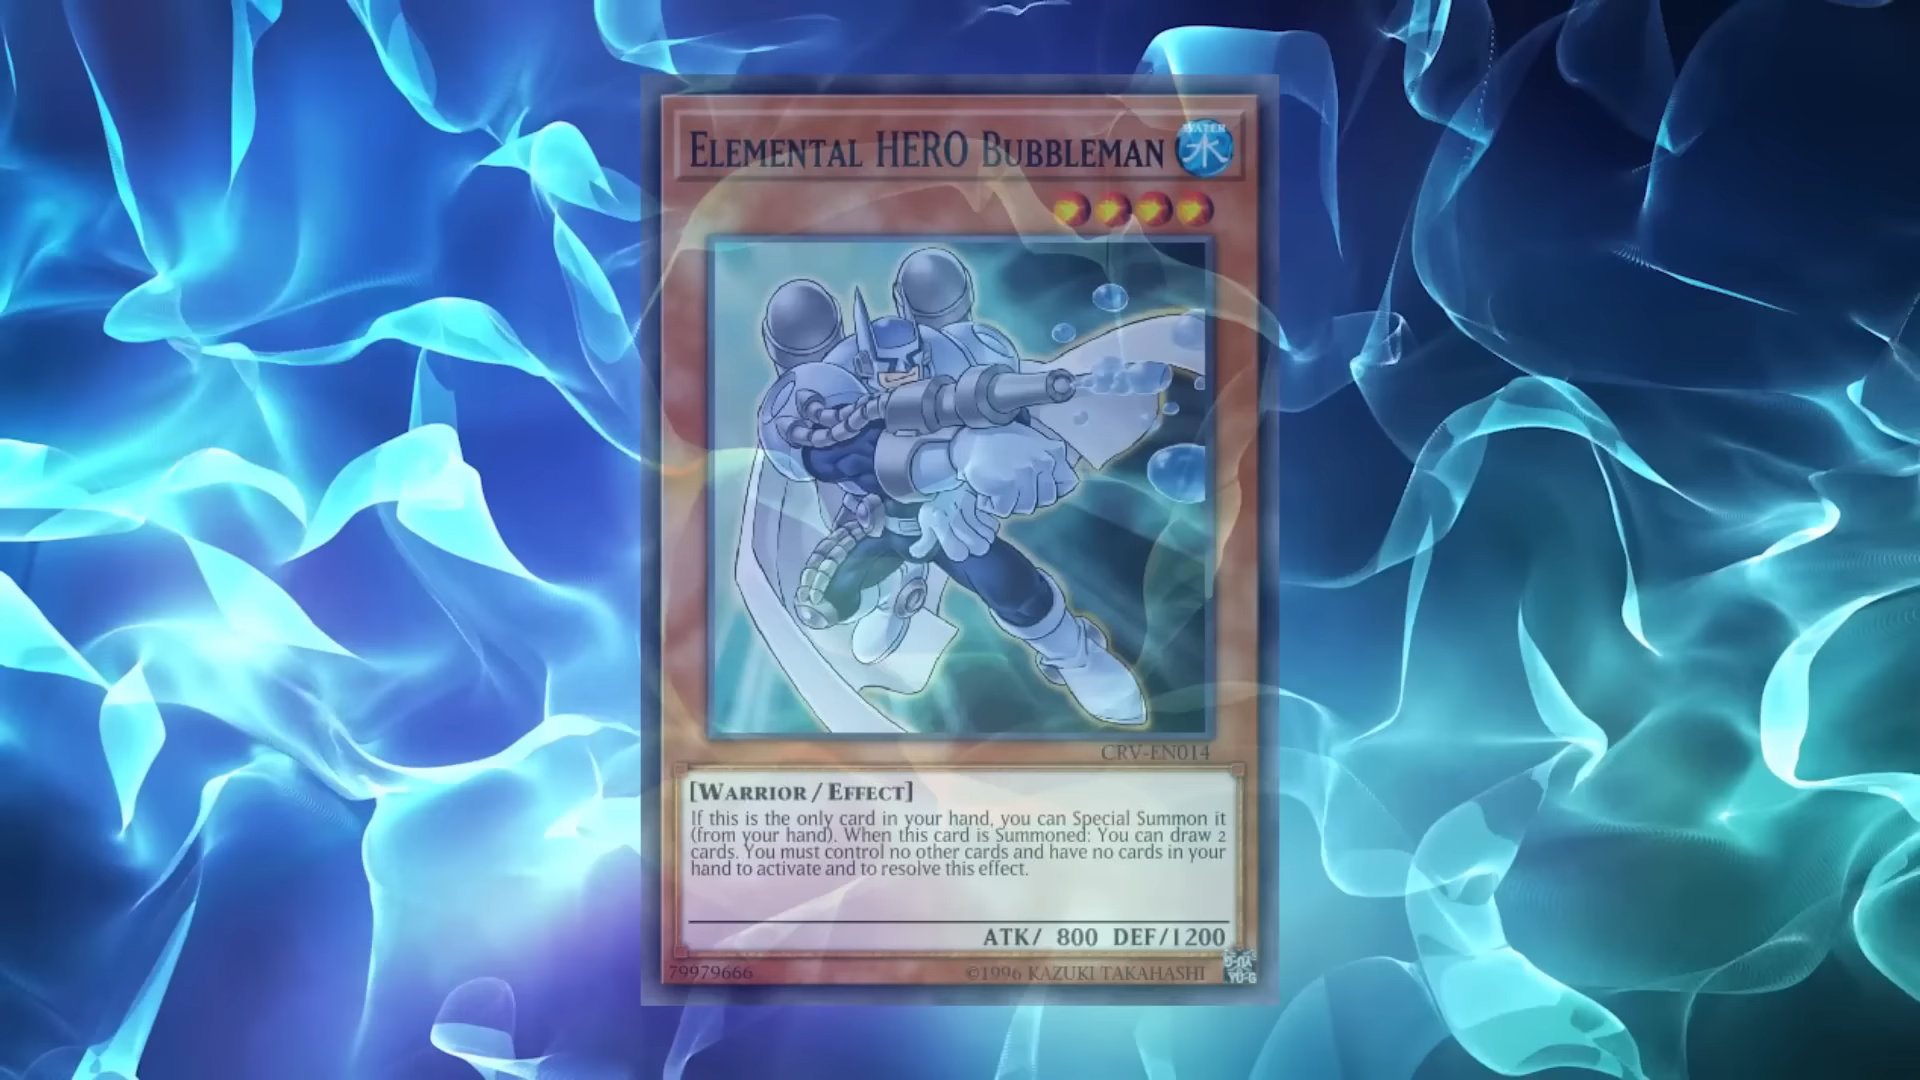 Elemental HERO Bubbleman
WATER
水
CRV-EN014
[Warrior / Effect]
If this is the only card in your hand, you can Special Summon it
(from your hand). When this card is Summoned: You can draw 2
cards. You must control no other cards and have no cards in your
hand to activate and to resolve this effect.
ATK/ 800 DEF/1200
79979666 ©1996 KAZUKI TAKAHASHI